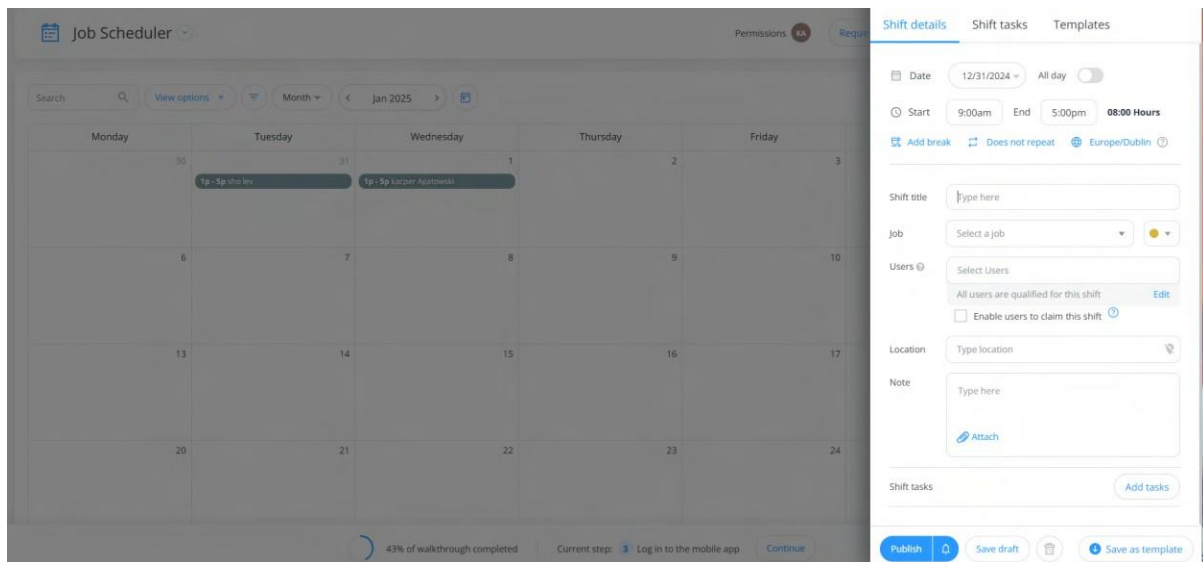 Job Scheduler
Permissions KA Reque
Shift details Shift tasks Templates
Date 12/31/2024 All day
Start 9:00am End 5:00pm 08:00 Hours
Add break Does not repeat Europe/Dublin ?
Search View options Month < Jan 2025 >
Monday Tuesday Wednesday Thursday Friday
30 31 1 2 3
1p - 5p sho lev 1p - 5p kacper Agatowski
6 7 8 9 10
13 14 15 16 17
20 21 22 23 24
Shift title Type here
Job Select a job
Users ? Select Users
All users are qualified for this shift Edit
Enable users to claim this shift ?
Location Type location
Note Type here
Attach
Shift tasks Add tasks
43% of walkthrough completed Current step: 3 Log in to the mobile app Continue
Publish Save draft Save as template